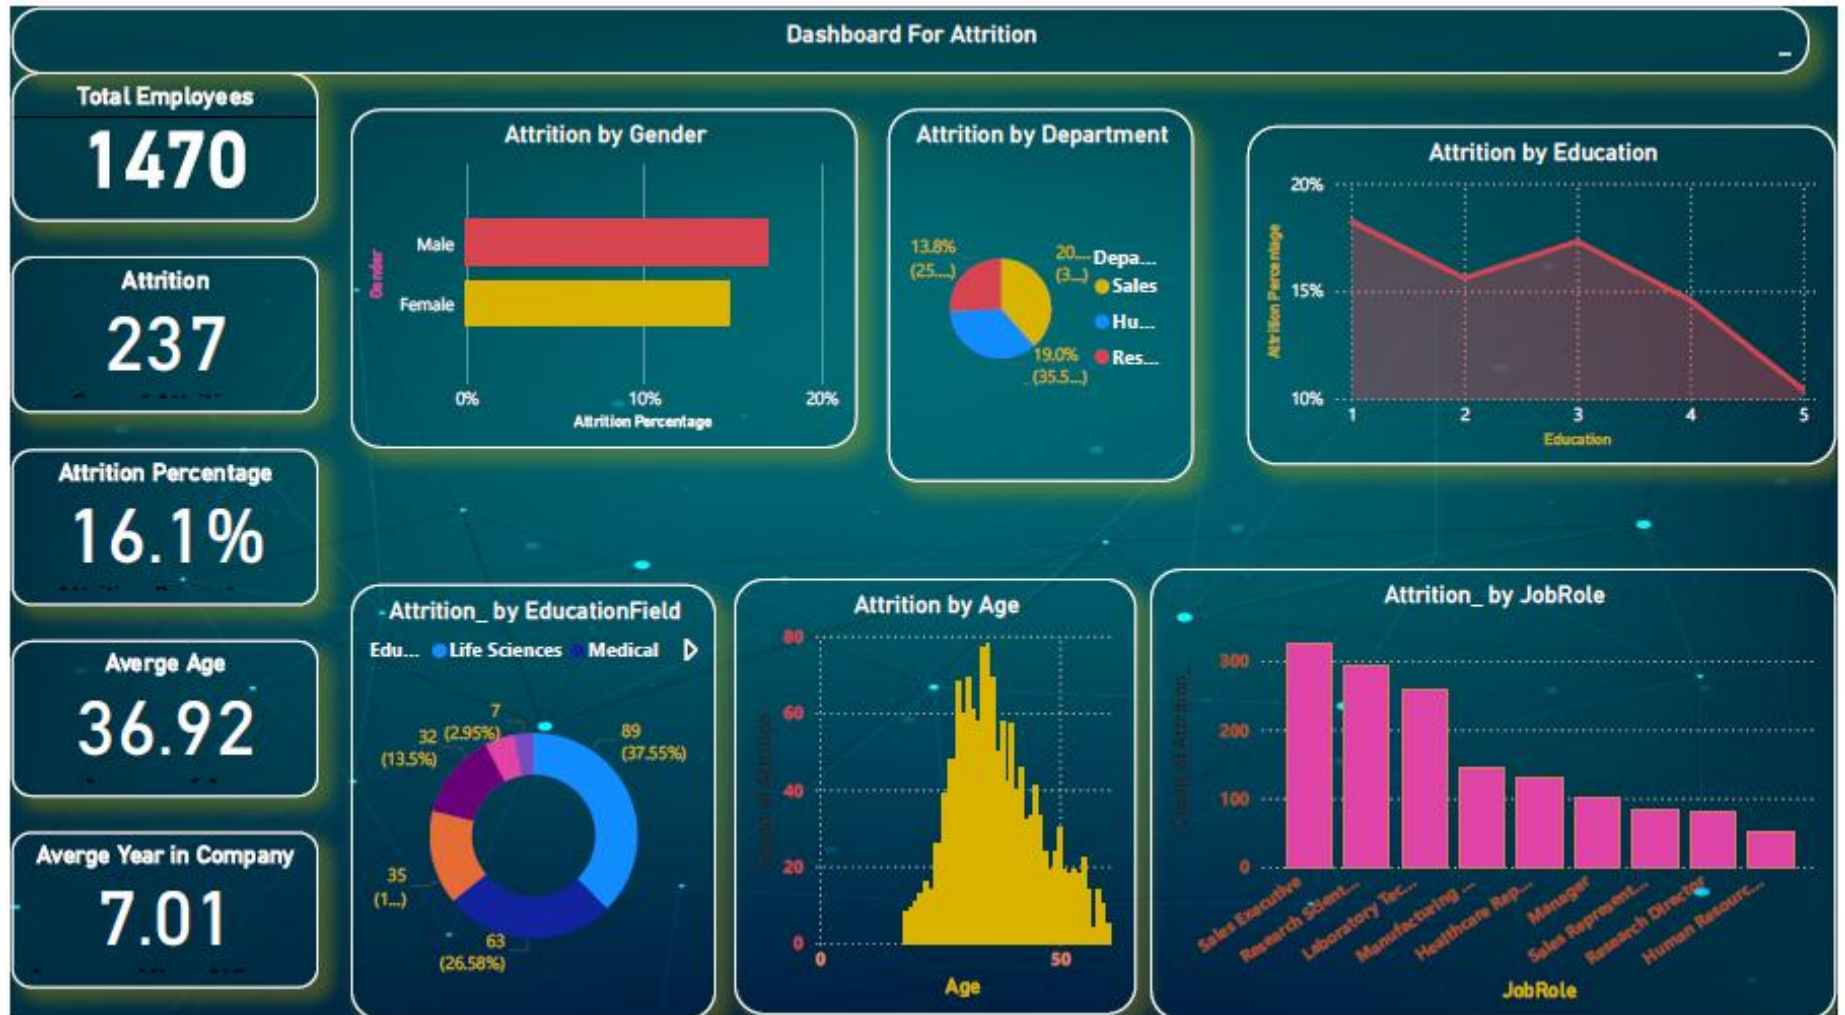 Dashboard For Attrition
Total Employees
1470
Attrition
237
Attrition Percentage
16.1%
Averge Age
36.92
Averge Year in Company
7.01
Attrition by Gender
Gender
Male
Female
0%
10%
20%
Attrition Percentage
Attrition by Department
13.8%
(25....)
20....
(3...)
19.0%
(35.5...)
Depa...
Sales
Hu...
Res...
Attrition by Education
Attrition Percentage
20%
15%
10%
1 2 3 4 5
Education
Attrition_ by EducationField
Edu... Life Sciences Medical
7
(2.95%)
32
(13.5%)
89
(37.55%)
35
(1...)
63
(26.58%)
Attrition by Age
80
60
40
20
0
0 50
Age
Attrition_ by JobRole
Count of Attrition_
300
200
100
0
Sales Executive
Research Scient...
Laboratory Tec...
Manufacturing ...
Healthcare Rep...
Manager
Sales Represent...
Research Director
Human Resourc...
JobRole